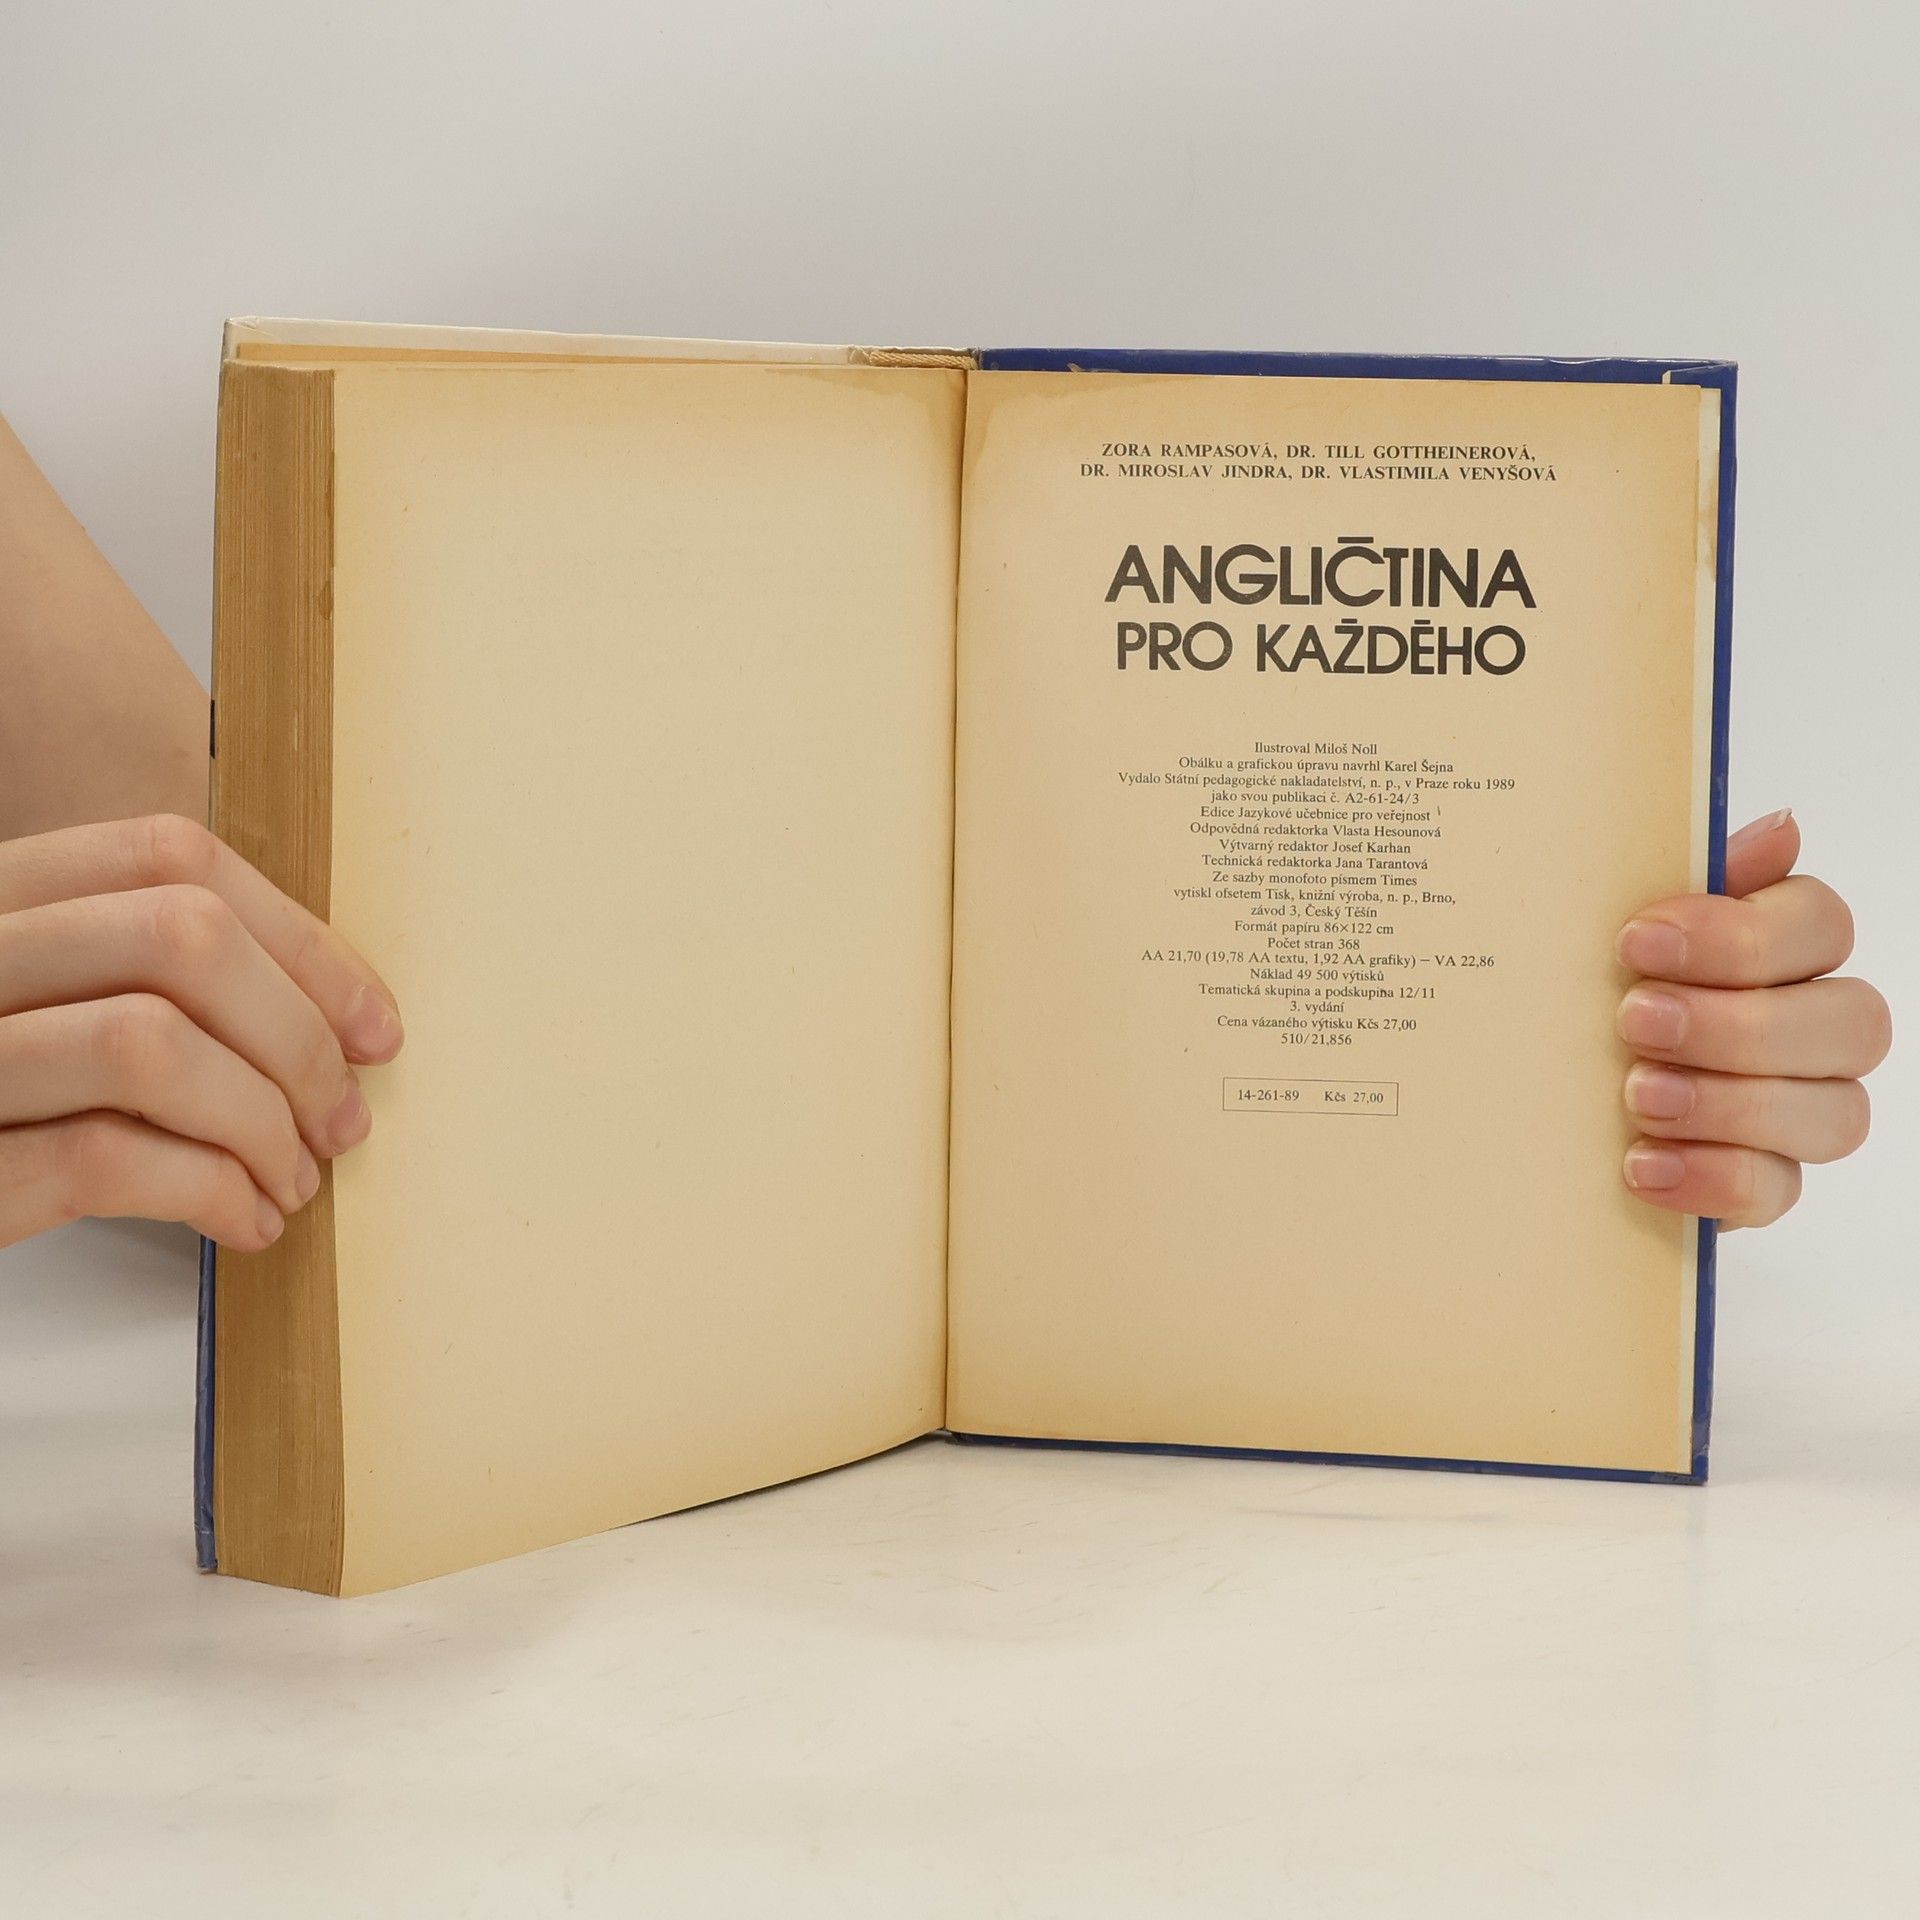 ZORA RAMPASOVÁ, DR. TILL GOTTHEINEROVÁ,
DR. MIROSLAV JINDRA, DR. VLASTIMILA VENYŠOVÁ
ANGLIČTINA
PRO KAŽDÉHO
Ilustroval Miloš Noll
Obálku a grafickou úpravu navrhl Karel Šejna
Vydalo Státní pedagogické nakladatelství, n. p., v Praze roku 1989
jako svou publikaci č. A2-61-24/3
Edice Jazykové učebnice pro veřejnost
Odpovědná redaktorka Vlasta Hesounová
Výtvarný redaktor Josef Karhan
Technická redaktorka Jana Tarantová
Ze sazby monofoto písmem Times
vytiskl ofsetem Tisk, knižní výroba, n. p., Brno,
závod 3, Český Těšín
Formát papíru 86×122 cm
Počet stran 368
AA 21,70 (19,78 AA textu, 1,92 AA grafiky) – VA 22,86
Náklad 49 500 výtisků
Tematická skupina a podskupina 12/11
3. vydání
Cena vázaného výtisku Kčs 27,00
510/21,856
14-261-89 Kčs 27,00